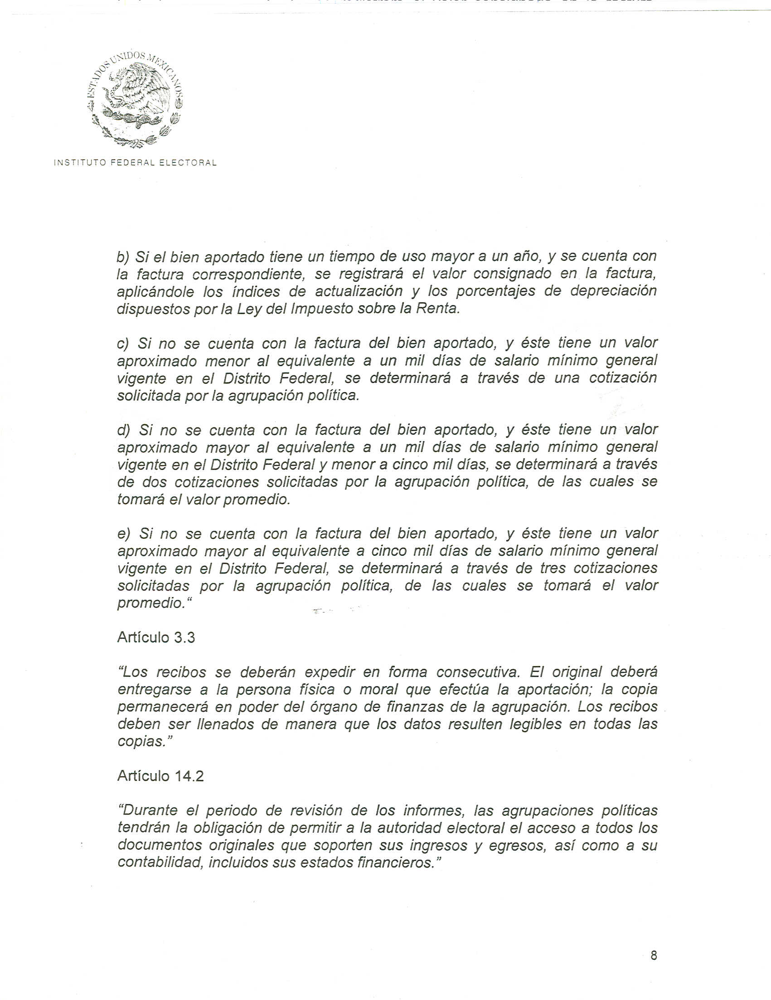 ESTADOS UNIDOS MEXICANOS
INSTITUTO FEDERAL ELECTORAL
b) Si el bien aportado tiene un tiempo de uso mayor a un año, y se cuenta con
la factura correspondiente, se registrará el valor consignado en la factura,
aplicándole los índices de actualización y los porcentajes de depreciación
dispuestos por la Ley del Impuesto sobre la Renta.
c) Si no se cuenta con la factura del bien aportado, y éste tiene un valor
aproximado menor al equivalente a un mil días de salario mínimo general
vigente en el Distrito Federal, se determinará a través de una cotización
solicitada por la agrupación política.
d) Si no se cuenta con la factura del bien aportado, y éste tiene un valor
aproximado mayor al equivalente a un mil días de salario mínimo general
vigente en el Distrito Federal y menor a cinco mil días, se determinará a través
de dos cotizaciones solicitadas por la agrupación política, de las cuales se
tomará el valor promedio.
e) Si no se cuenta con la factura del bien aportado, y éste tiene un valor
aproximado mayor al equivalente a cinco mil días de salario mínimo general
vigente en el Distrito Federal, se determinará a través de tres cotizaciones
solicitadas por la agrupación política, de las cuales se tomará el valor
promedio.“
Artículo 3.3
“Los recibos se deberán expedir en forma consecutiva. El original deberá
entregarse a la persona física o moral que efectúa la aportación; la copia
permanecerá en poder del órgano de finanzas de la agrupación. Los recibos
deben ser llenados de manera que los datos resulten legibles en todas las
copias.”
Artículo 14.2
“Durante el periodo de revisión de los informes, las agrupaciones políticas
tendrán la obligación de permitir a la autoridad electoral el acceso a todos los
documentos originales que soporten sus ingresos y egresos, así como a su
contabilidad, incluidos sus estados financieros.”
8